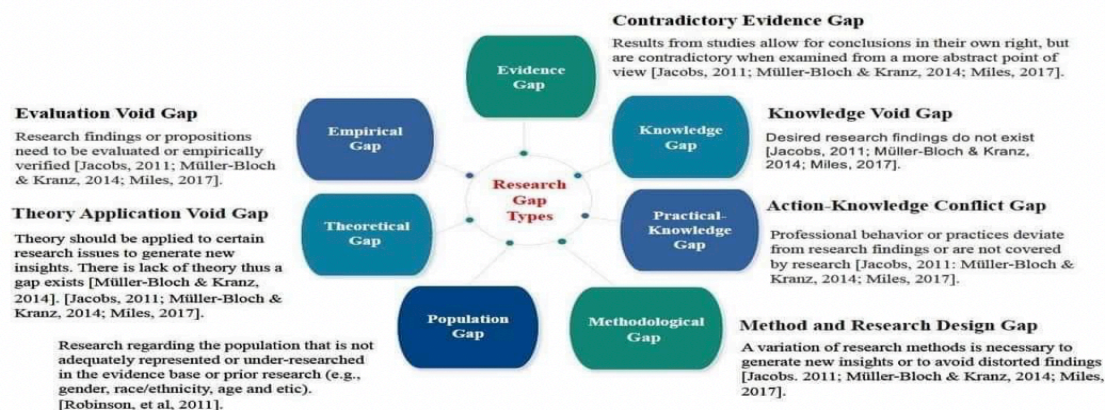 Contradictory Evidence Gap
Results from studies allow for conclusions in their own right, but
are contradictory when examined from a more abstract point of
view [Jacobs, 2011; Müller-Bloch & Kranz, 2014; Miles, 2017].
Evidence
Gap
Evaluation Void Gap
Research findings or propositions
need to be evaluated or empirically
verified [Jacobs, 2011; Müller-Bloch
& Kranz, 2014; Miles, 2017].
Empirical
Gap
Knowledge
Gap
Knowledge Void Gap
Desired research findings do not exist
[Jacobs, 2011; Müller-Bloch & Kranz,
2014; Miles, 2017].
Research
Gap
Types
Theory Application Void Gap
Theory should be applied to certain
research issues to generate new
insights. There is lack of theory thus a
gap exists [Müller-Bloch & Kranz,
2014]. [Jacobs, 2011; Müller-Bloch &
Kranz, 2014; Miles, 2017].
Theoretical
Gap
Practical-
Knowledge
Gap
Action-Knowledge Conflict Gap
Professional behavior or practices deviate
from research findings or are not covered
by research [Jacobs, 2011: Müller-Bloch &
Kranz, 2014; Miles, 2017].
Population
Gap
Research regarding the population that is not
adequately represented or under-researched
in the evidence base or prior research (e.g.,
gender, race/ethnicity, age and etic).
[Robinson, et al, 2011].
Methodological
Gap
Method and Research Design Gap
A variation of research methods is necessary to
generate new insights or to avoid distorted findings
[Jacobs. 2011; Müller-Bloch & Kranz, 2014; Miles,
2017].